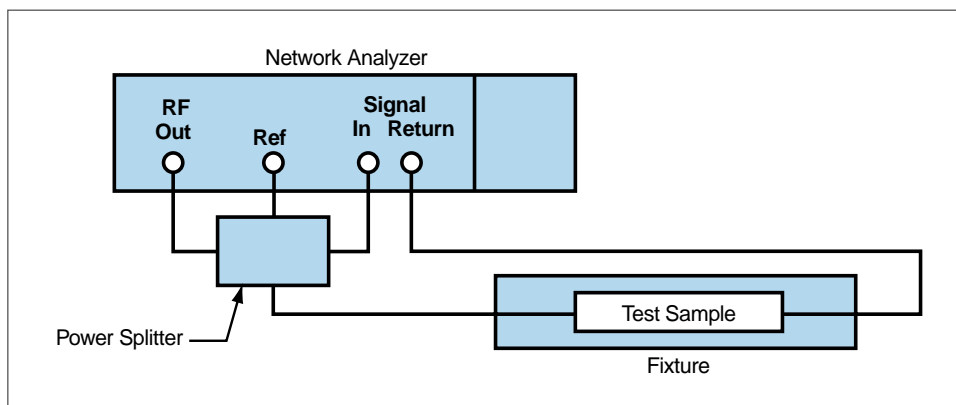 Network Analyzer
RF
Out
Ref
Signal
In Return
Power Splitter
Test Sample
Fixture